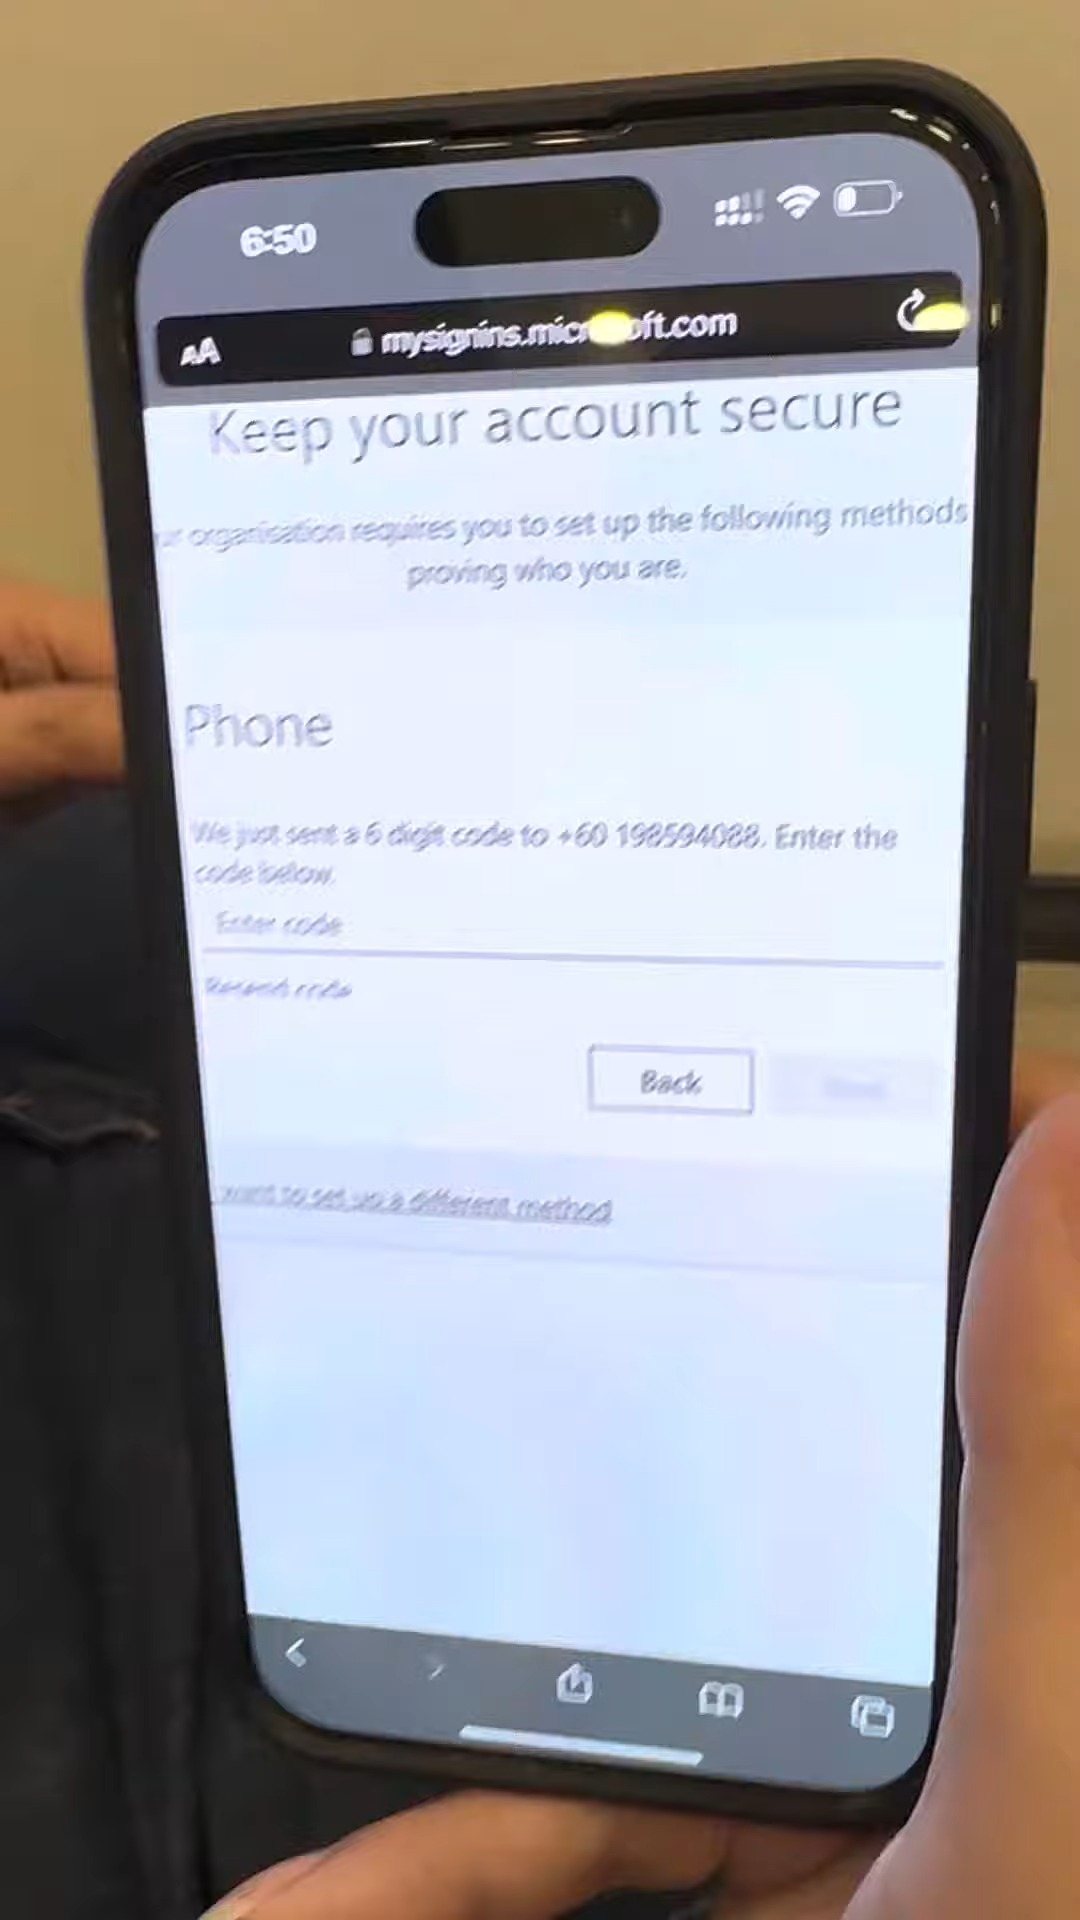 6:50
AA mysignins.microsoft.com
Keep your account secure
ur organisation requires you to set up the following methods
proving who you are.
Phone
We just sent a 6 digit code to +60 198594088. Enter the
code below.
Enter code
Resend code
Back
want to set up a different method